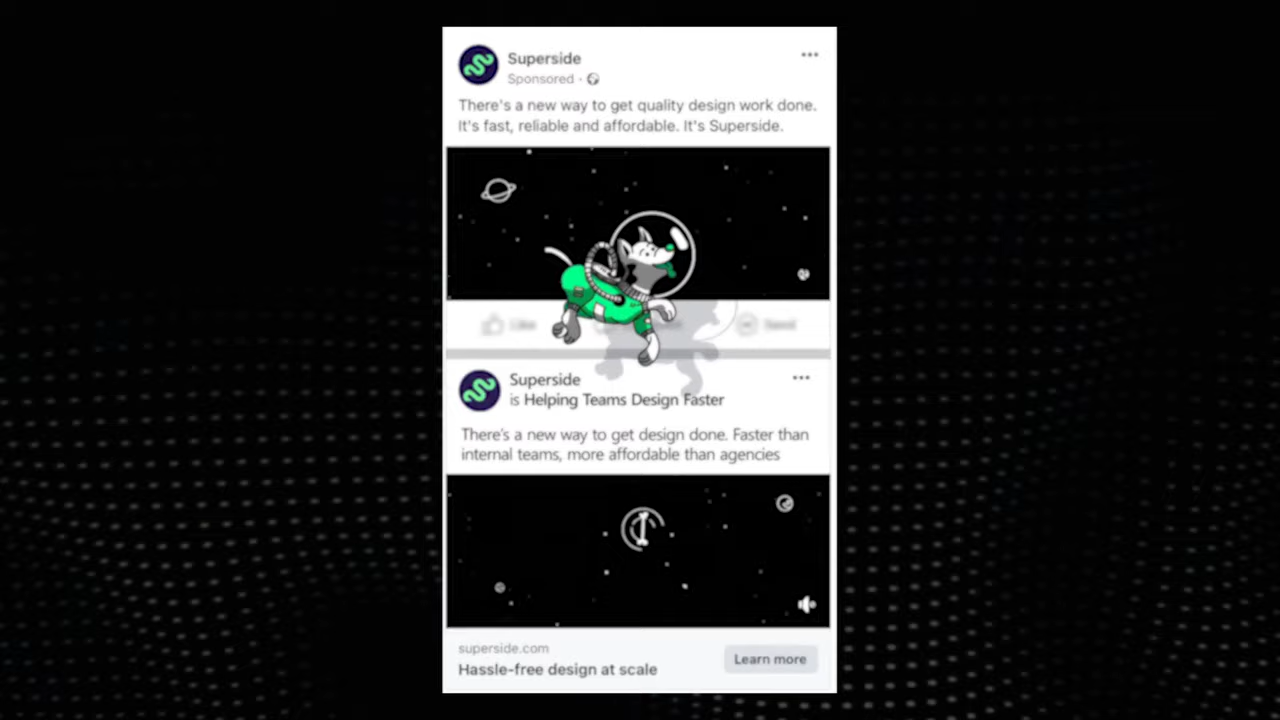 Superside
Sponsored ·
There's a new way to get quality design work done.
It's fast, reliable and affordable. It's Superside.
Like
Send
Superside
is Helping Teams Design Faster
There's a new way to get design done. Faster than
internal teams, more affordable than agencies
superside.com
Hassle-free design at scale
Learn more